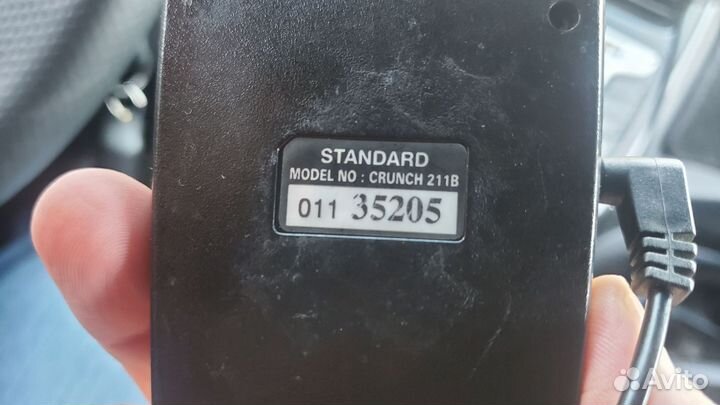 STANDARD
MODEL NO : CRUNCH 211B
011 35205
Avito